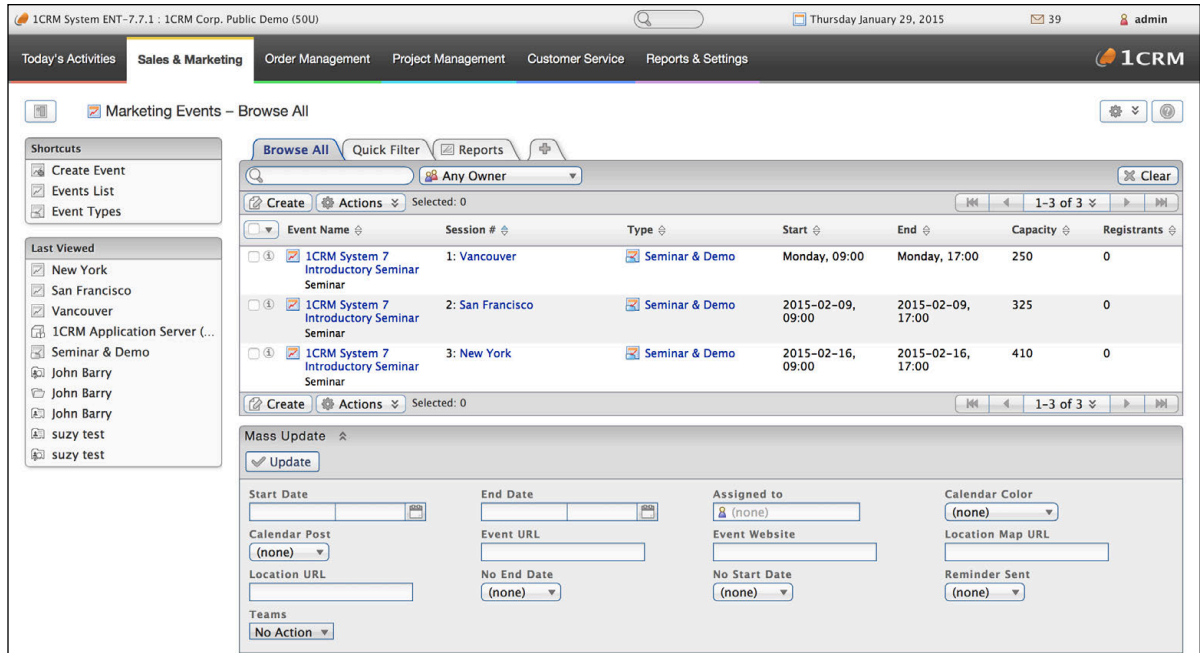 1CRM System ENT-7.7.1 : 1CRM Corp. Public Demo (50U)
Thursday January 29, 2015
39
admin
Today's Activities
Sales & Marketing
Order Management
Project Management
Customer Service
Reports & Settings
1CRM
Marketing Events – Browse All
Shortcuts
Create Event
Events List
Event Types
Last Viewed
New York
San Francisco
Vancouver
1CRM Application Server (...
Seminar & Demo
John Barry
John Barry
John Barry
suzy test
suzy test
Browse All
Quick Filter
Reports
Any Owner
Clear
Create Actions Selected: 0
1-3 of 3
Event Name Session # Type Start End Capacity Registrants
1CRM System 7 1: Vancouver Seminar & Demo Monday, 09:00 Monday, 17:00 250 0
Introductory Seminar
Seminar
1CRM System 7 2: San Francisco Seminar & Demo 2015-02-09, 2015-02-09, 325 0
Introductory Seminar 09:00 17:00
Seminar
1CRM System 7 3: New York Seminar & Demo 2015-02-16, 2015-02-16, 410 0
Introductory Seminar 09:00 17:00
Seminar
Create Actions Selected: 0
1-3 of 3
Mass Update
Update
Start Date End Date Assigned to Calendar Color
(none) (none)
Calendar Post Event URL Event Website Location Map URL
(none)
Location URL No End Date No Start Date Reminder Sent
(none) (none) (none)
Teams
No Action